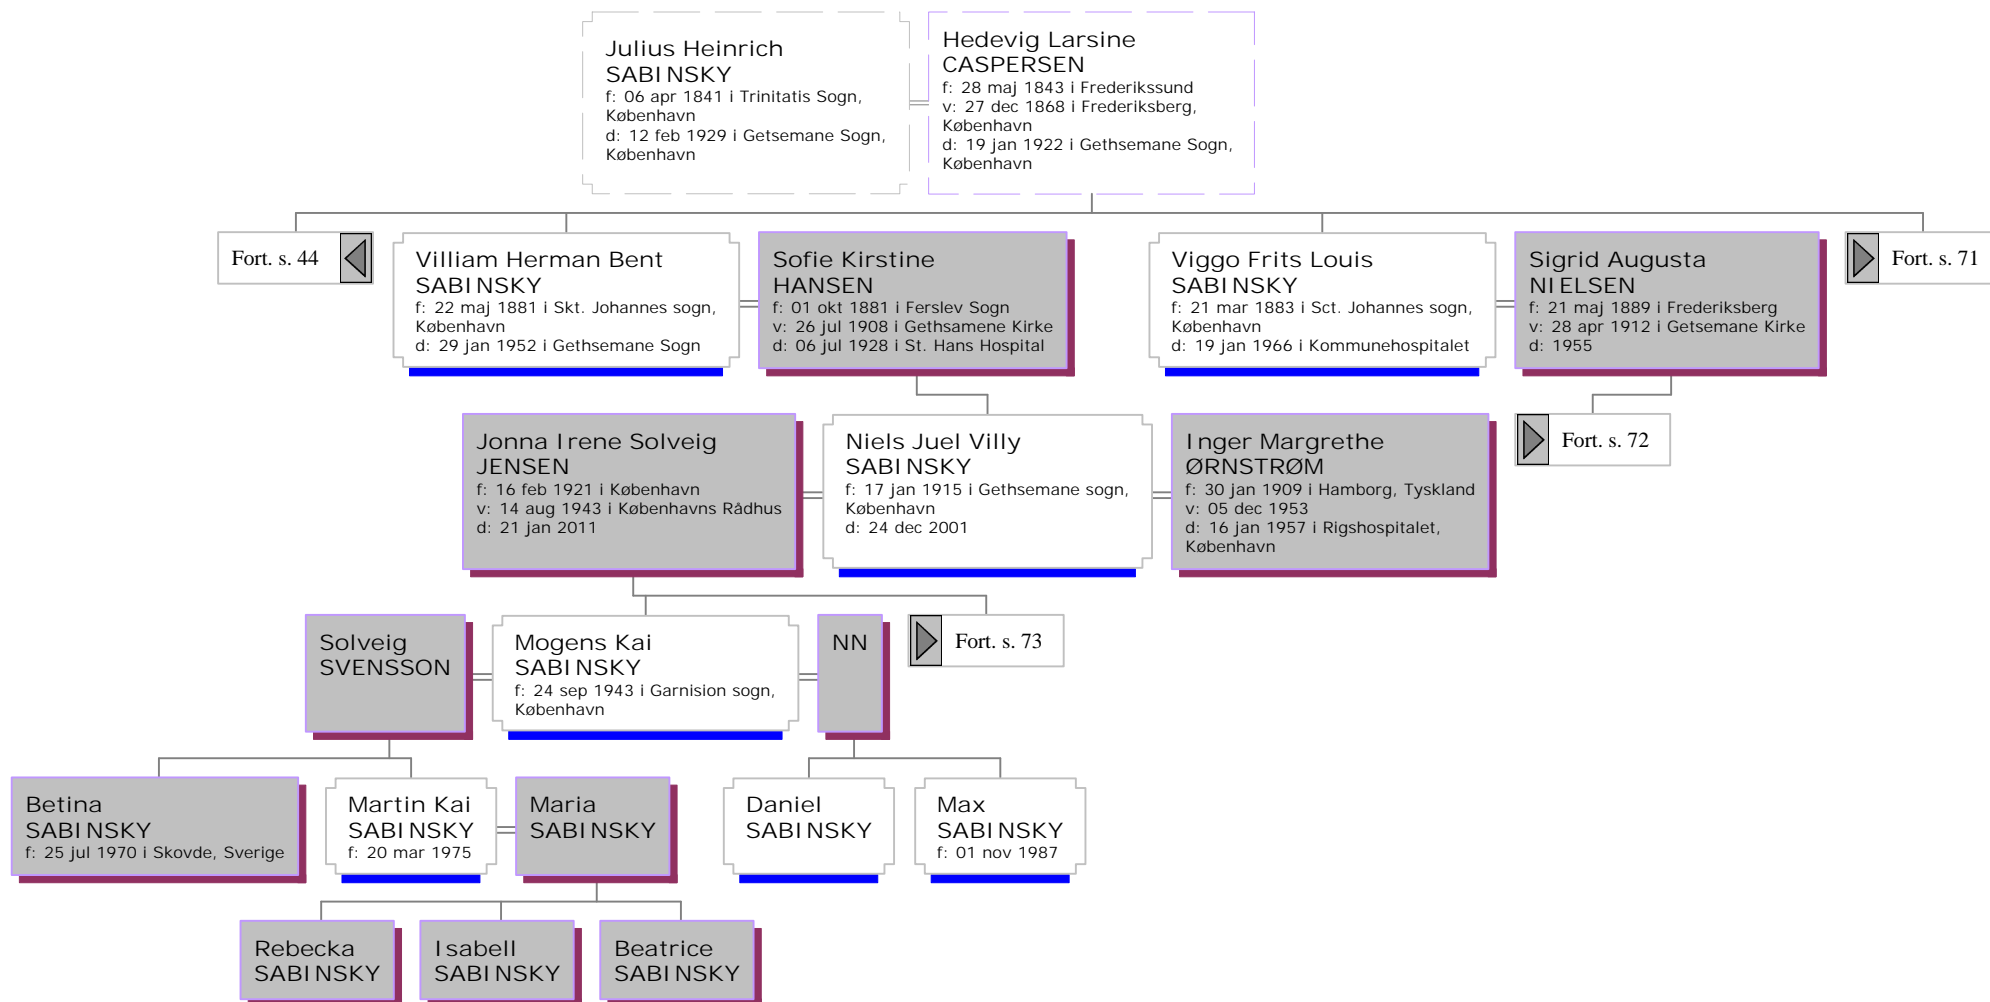 Julius Heinrich
SABINSKY
f: 06 apr 1841 i Trinitatis Sogn,
København
d: 12 feb 1929 i Getsemane Sogn,
København
Hedevig Larsine
CASPERSEN
f: 28 maj 1843 i Frederikssund
v: 27 dec 1868 i Frederiksberg,
København
d: 19 jan 1922 i Gethsemane Sogn,
København
Fort. s. 44
Villiam Herman Bent
SABINSKY
f: 22 maj 1881 i Skt. Johannes sogn,
København
d: 29 jan 1952 i Gethsemane Sogn
Sofie Kirstine
HANSEN
f: 01 okt 1881 i Ferslev Sogn
v: 26 jul 1908 i Gethsamene Kirke
d: 06 jul 1928 i St. Hans Hospital
Viggo Frits Louis
SABINSKY
f: 21 mar 1883 i Sct. Johannes sogn,
København
d: 19 jan 1966 i Kommunehospitalet
Sigrid Augusta
NIELSEN
f: 21 maj 1889 i Frederiksberg
v: 28 apr 1912 i Getsemane Kirke
d: 1955
Fort. s. 71
Jonna Irene Solveig
JENSEN
f: 16 feb 1921 i København
v: 14 aug 1943 i Københavns Rådhus
d: 21 jan 2011
Niels Juel Villy
SABINSKY
f: 17 jan 1915 i Gethsemane sogn,
København
d: 24 dec 2001
Inger Margrethe
ØRNSTRØM
f: 30 jan 1909 i Hamborg, Tyskland
v: 05 dec 1953
d: 16 jan 1957 i Rigshospitalet,
København
Fort. s. 72
Solveig
SVENSSON
Mogens Kai
SABINSKY
f: 24 sep 1943 i Garnision sogn,
København
NN
Fort. s. 73
Betina
SABINSKY
f: 25 jul 1970 i Skovde, Sverige
Martin Kai
SABINSKY
f: 20 mar 1975
Maria
SABINSKY
Daniel
SABINSKY
Max
SABINSKY
f: 01 nov 1987
Rebecka
SABINSKY
Isabell
SABINSKY
Beatrice
SABINSKY